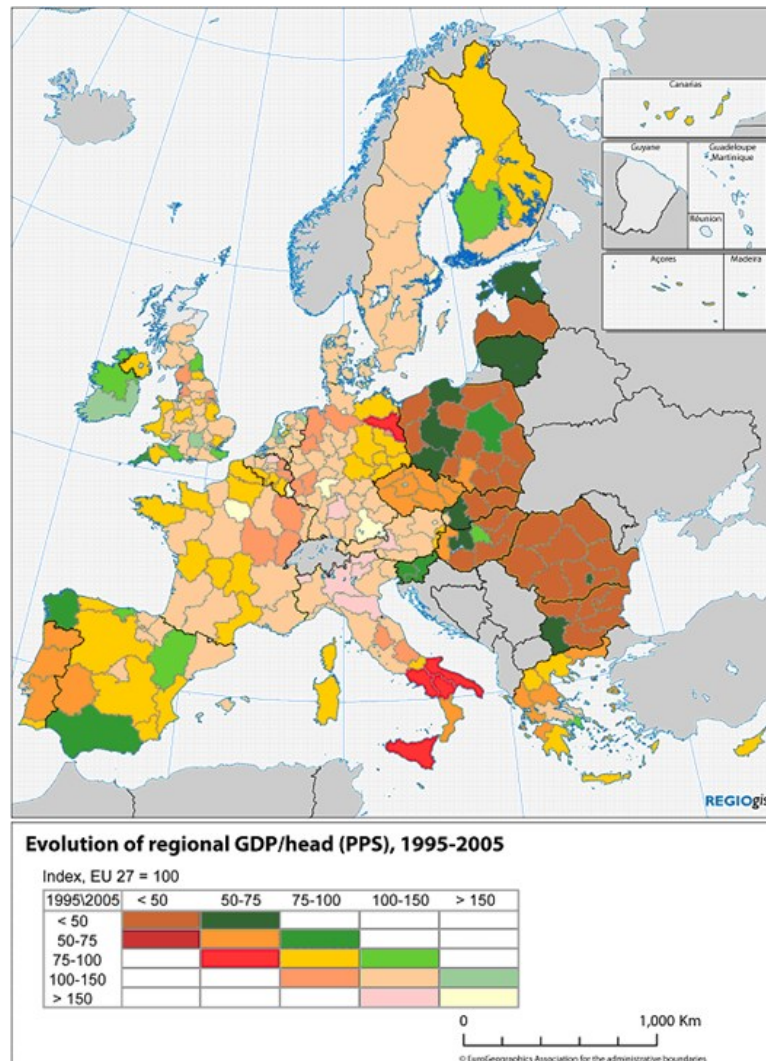 Canarias
Guyane
Guadeloupe
Martinique
Réunion
Açores
Madeira
REGIOgis
Evolution of regional GDP/head (PPS), 1995-2005
Index, EU 27 = 100
1995\2005 < 50 50-75 75-100 100-150 > 150
< 50
50-75
75-100
100-150
> 150
0 1,000 Km
© EuroGeographics Association for the administrative boundaries